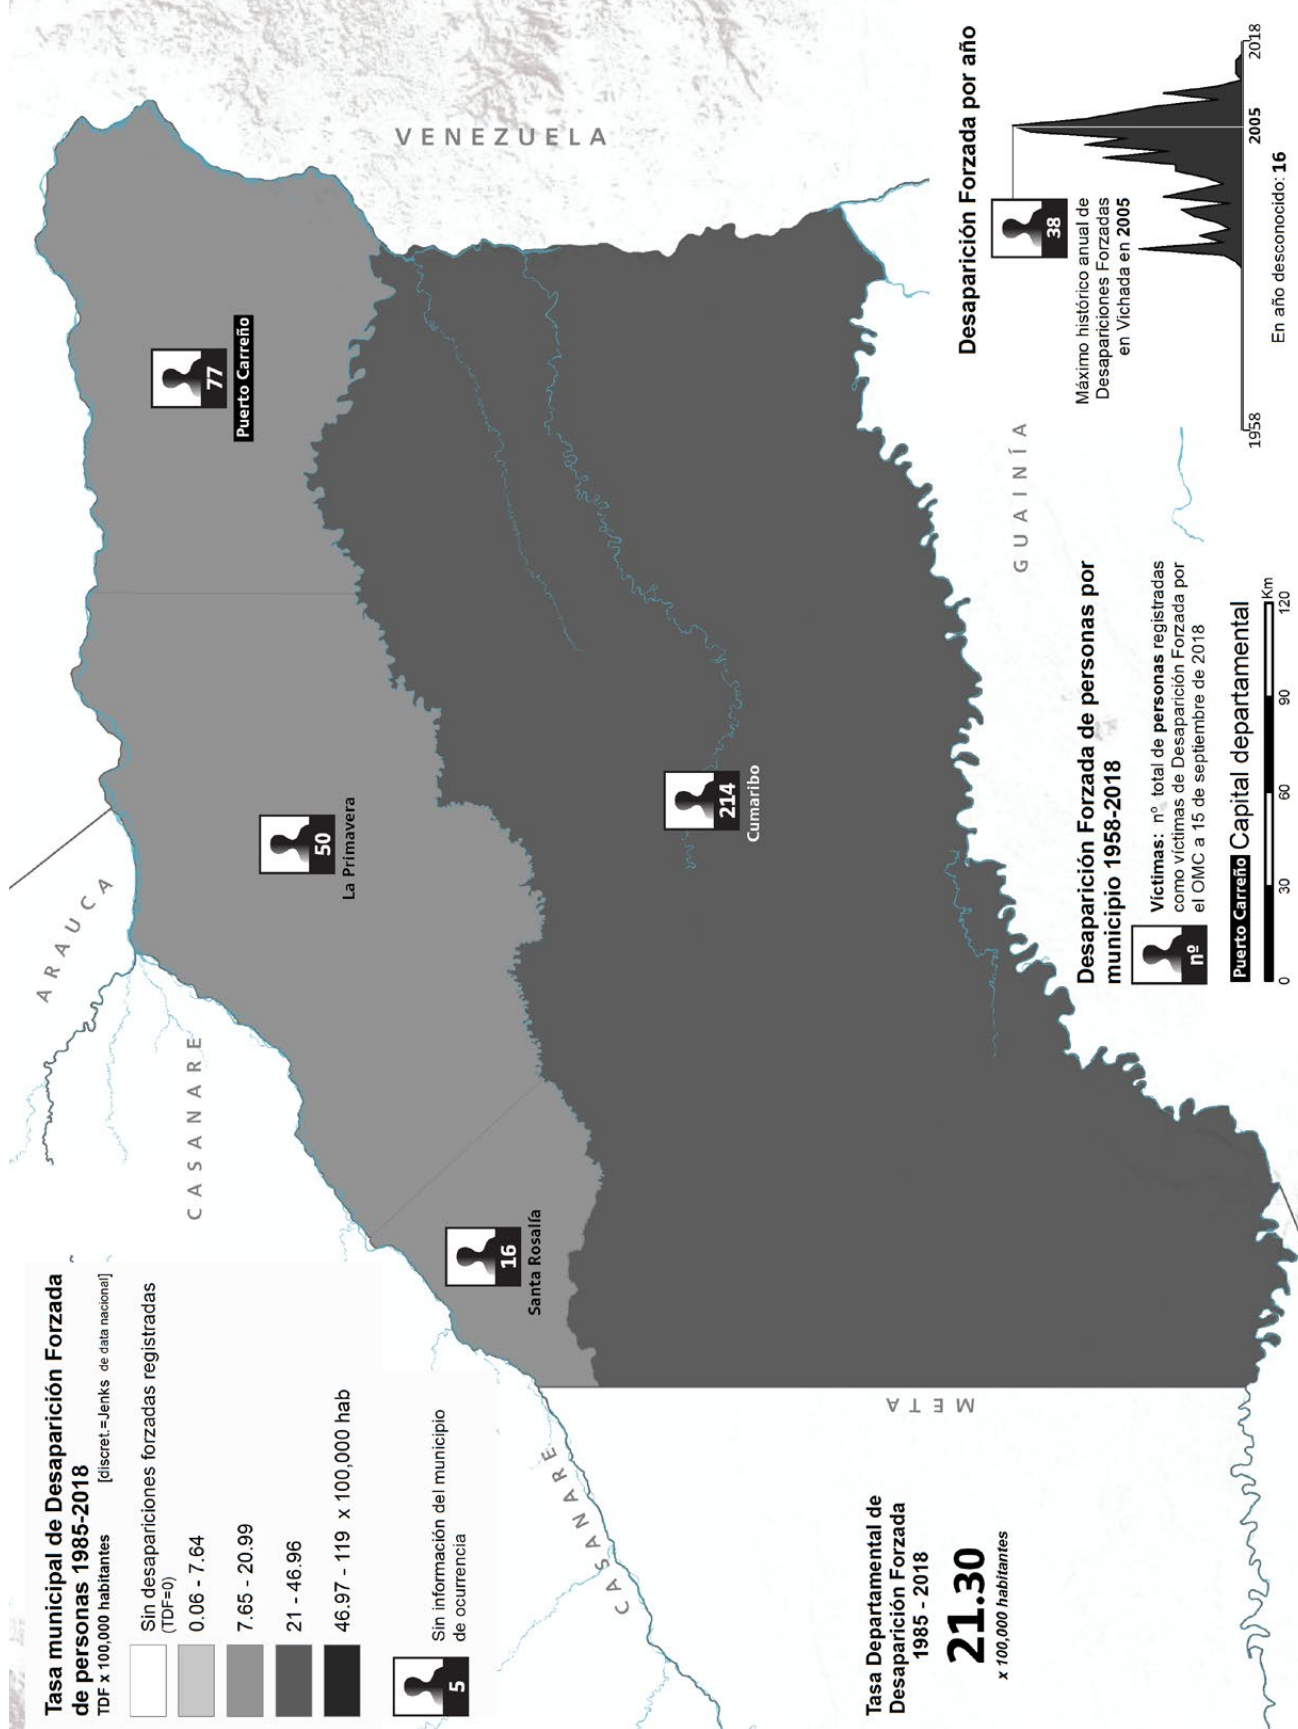 Tasa municipal de Desaparición Forzada
de personas 1985-2018
TDF x 100,000 habitantes [discret.=Jenks de data nacional]
Sin desapariciones forzadas registradas
(TDF=0)
0.06 - 7.64
7.65 - 20.99
21 - 46.96
46.97 - 119 x 100,000 hab
5
Sin información del municipio
de ocurrencia
Tasa Departamental de
Desaparición Forzada
1985 - 2018
21.30
x 100,000 habitantes
ARAUCA
CASANARE
CASANARE
META
VENEZUELA
GUAINÍA
16
Santa Rosalía
50
La Primavera
77
Puerto Carreño
214
Cumaribo
Desaparición Forzada de personas por
municipio 1958-2018
nº
Víctimas: nº total de personas registradas
como víctimas de Desaparición Forzada por
el OMC a 15 de septiembre de 2018
Puerto Carreño Capital departamental
Km
0 30 60 90 120
Desaparición Forzada por año
38
Máximo histórico anual de
Desapariciones Forzadas
en Vichada en 2005
1958 2005 2018
En año desconocido: 16